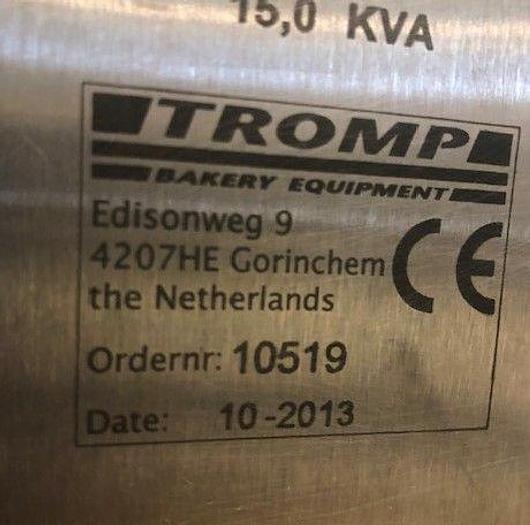 15,0 KVA
TROMP
BAKERY EQUIPMENT
Edisonweg 9
4207HE Gorinchem
the Netherlands
CE
Ordernr: 10519
Date: 10-2013